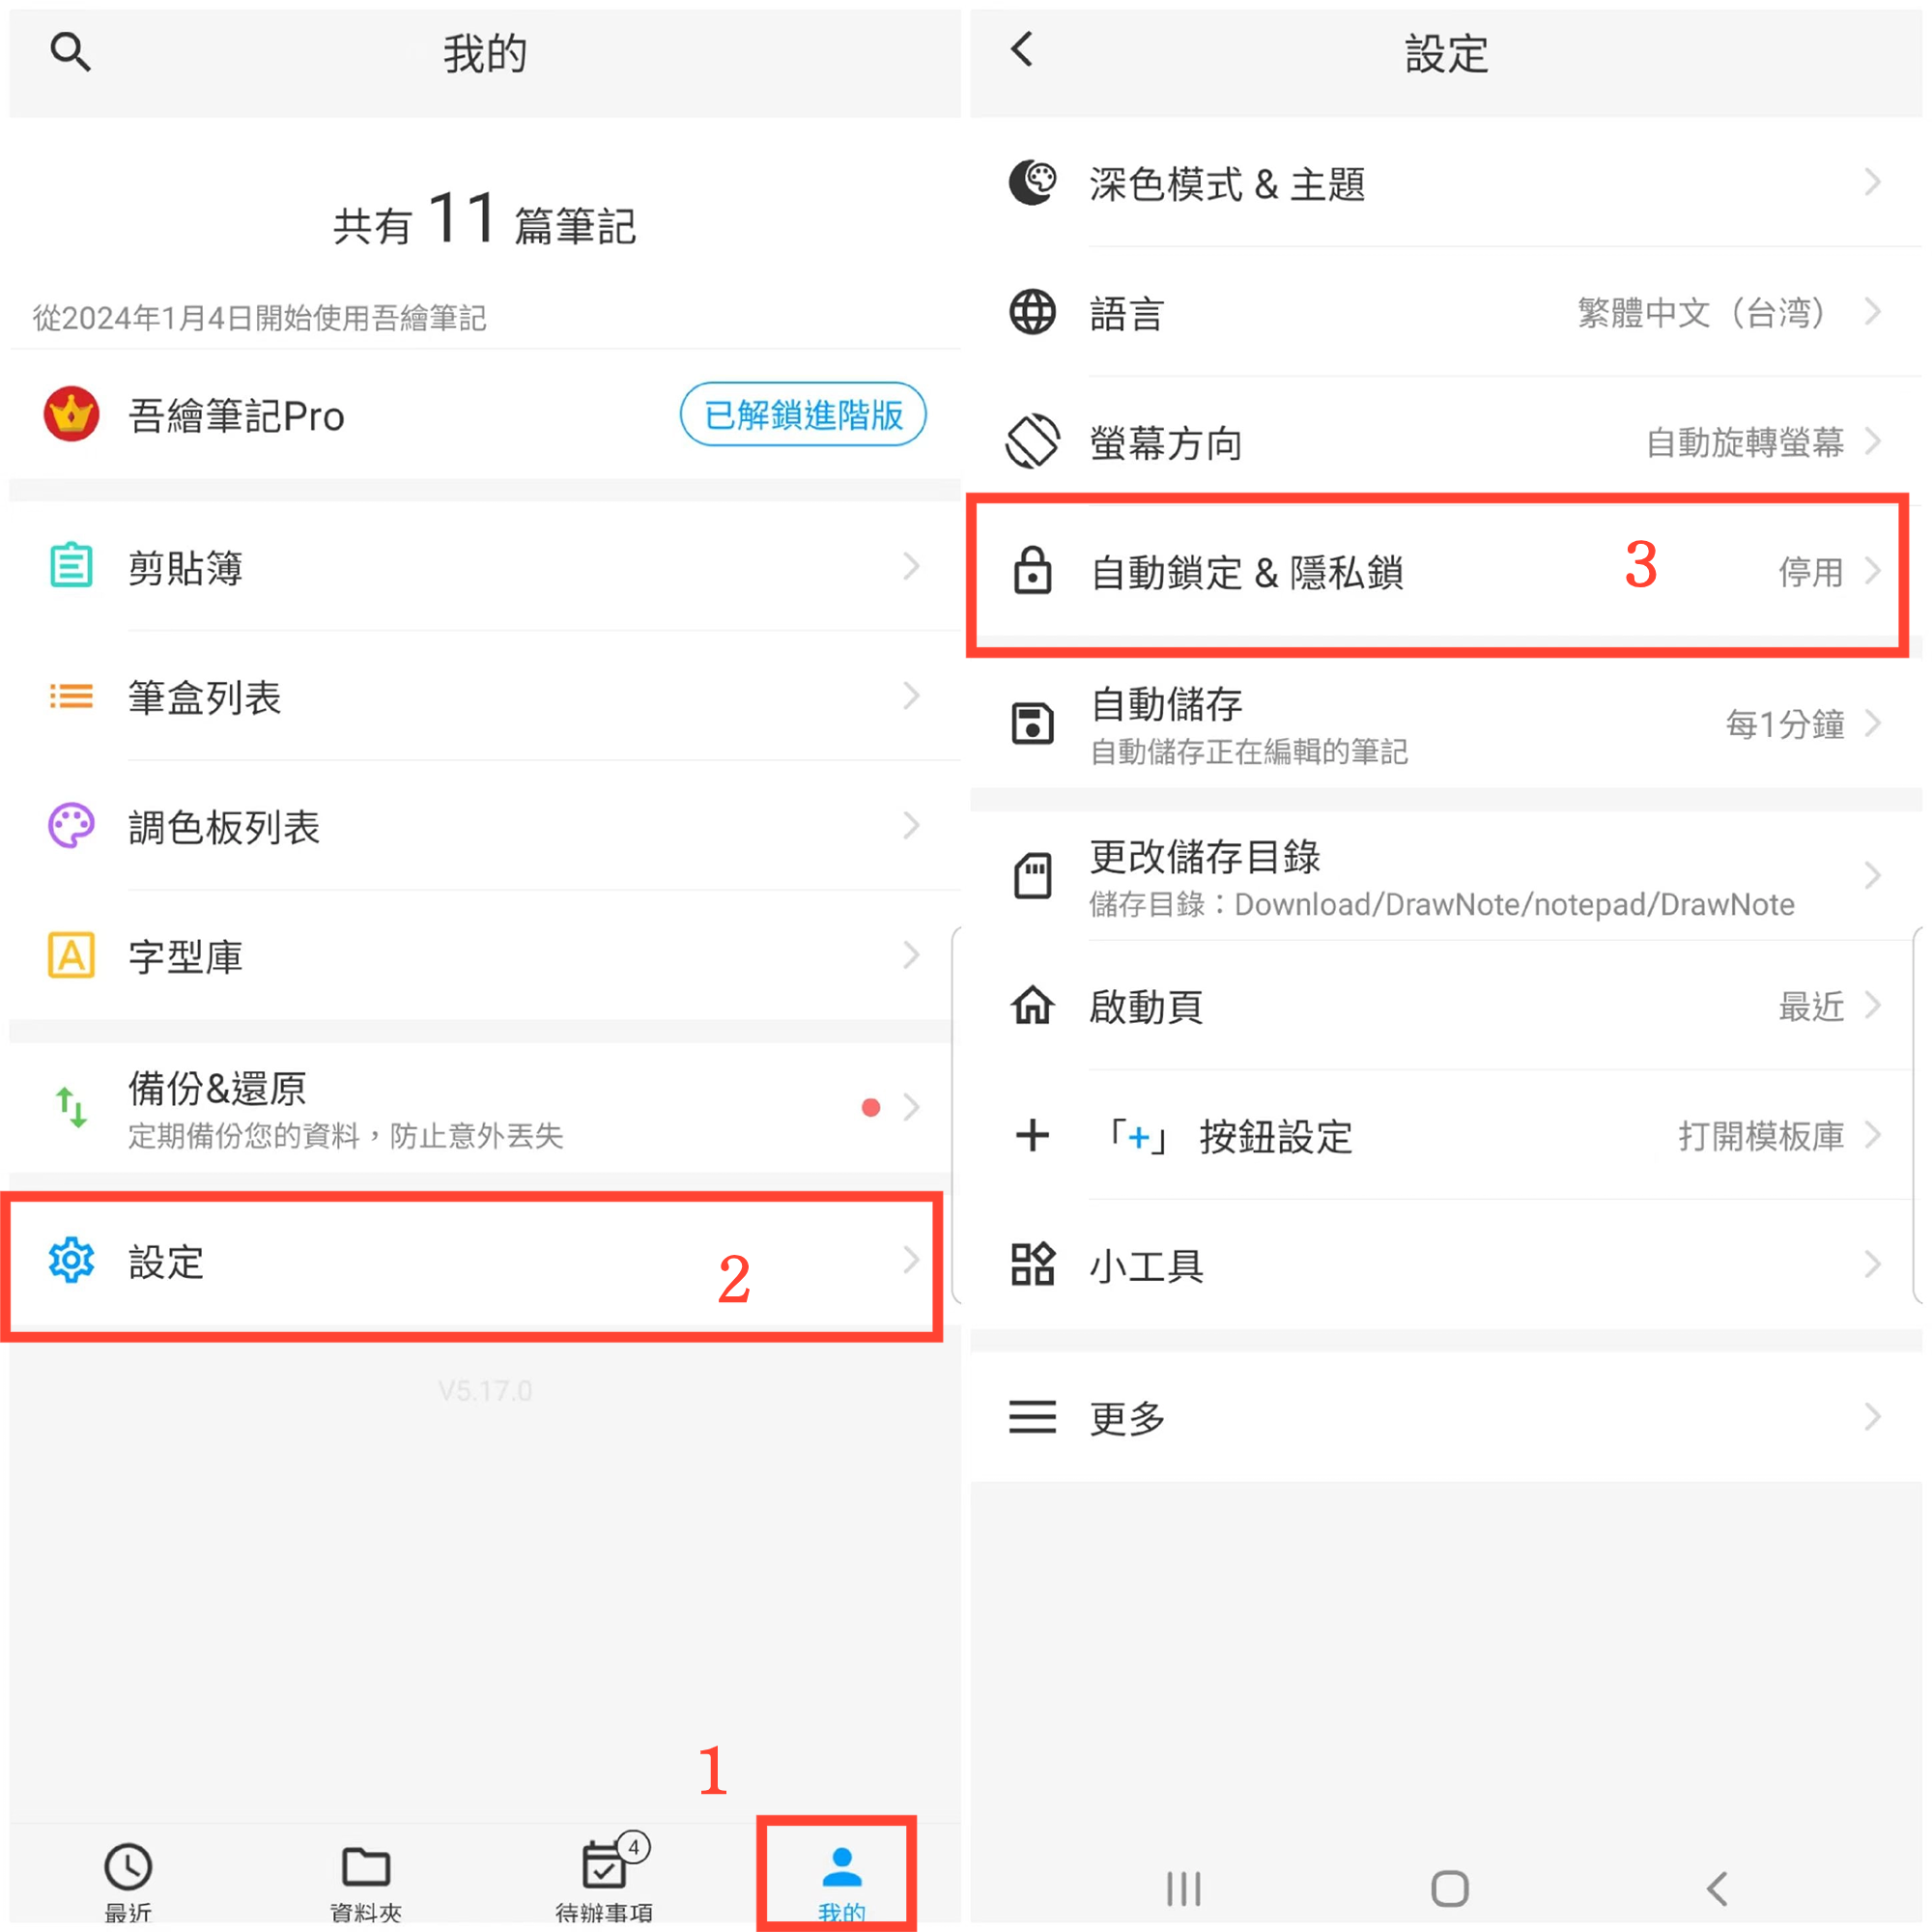 我的
共有 11 篇筆記
從2024年1月4日開始使用吾繪筆記
吾繪筆記Pro
已解鎖進階版
剪貼簿
筆盒列表
調色板列表
字型庫
備份&還原
定期備份您的資料，防止意外丟失
設定
2
V5.17.0
1
4
最近
資料夾
待辦事項
我的
設定
深色模式 & 主題
語言
繁體中文（台湾）
螢幕方向
自動旋轉螢幕
自動鎖定 & 隱私鎖
3
停用
自動儲存
自動儲存正在編輯的筆記
每1分鐘
更改儲存目錄
儲存目錄：Download/DrawNote/notepad/DrawNote
啟動頁
最近
「+」 按鈕設定
打開模板庫
小工具
更多